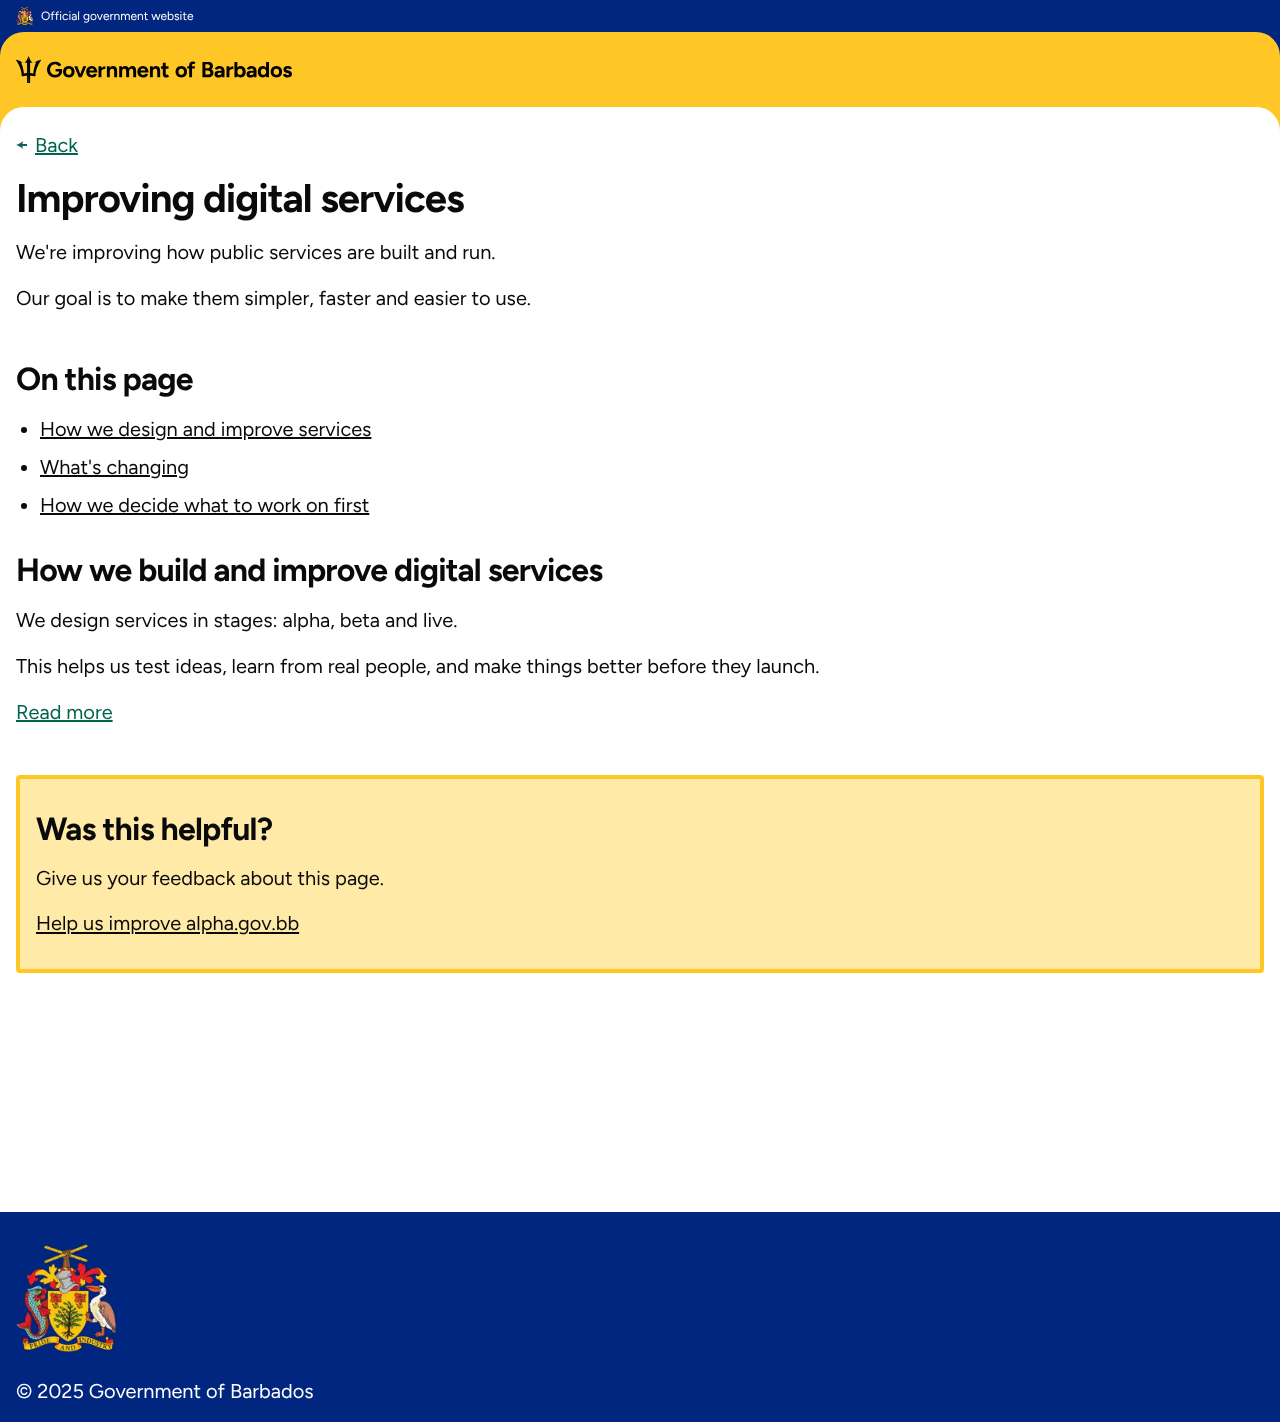 Official government website
Government of Barbados
Back
Improving digital services
We're improving how public services are built and run.
Our goal is to make them simpler, faster and easier to use.
On this page
How we design and improve services
What's changing
How we decide what to work on first
How we build and improve digital services
We design services in stages: alpha, beta and live.
This helps us test ideas, learn from real people, and make things better before they launch.
Read more
Was this helpful?
Give us your feedback about this page.
Help us improve alpha.gov.bb
PRIDE AND INDUSTRY
© 2025 Government of Barbados